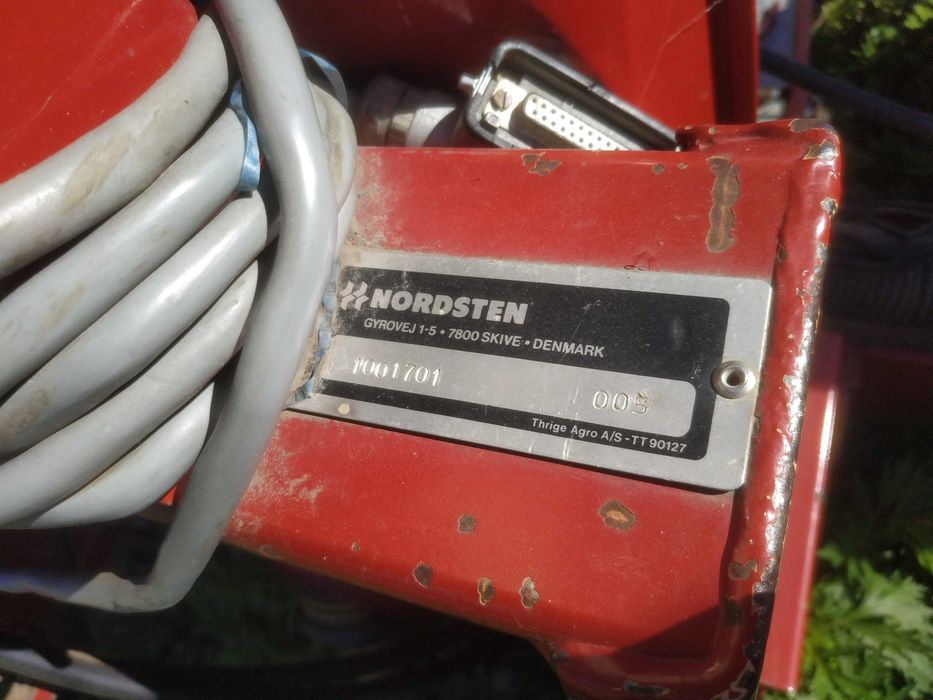 NORDSTEN
GYROVEJ 1-5 • 7800 SKIVE • DENMARK
1001701 005
Thrige Agro A/S - TT 90127